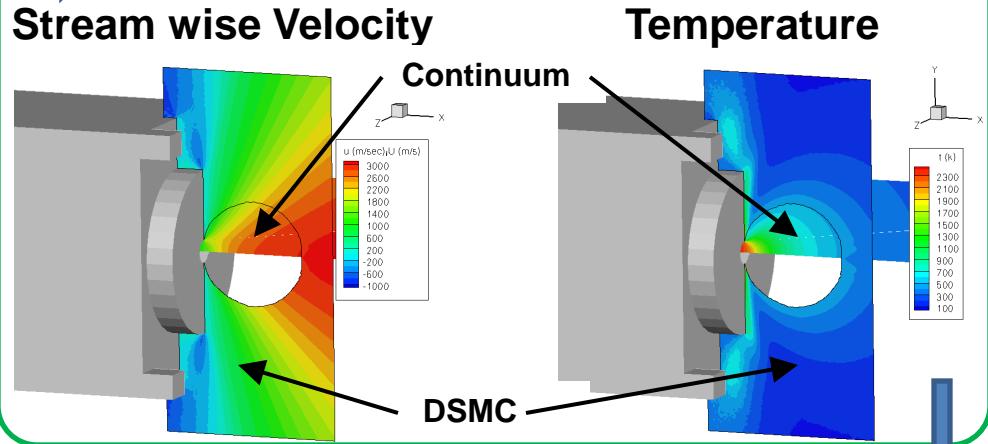 Stream wise Velocity
Temperature
Continuum
Y
X
Z
u (m/sec),U (m/s)
3000
2600
2200
1800
1400
1000
600
200
-200
-600
-1000
Y
X
Z
t (k)
2300
2100
1900
1700
1500
1300
1100
900
700
500
300
100
DSMC